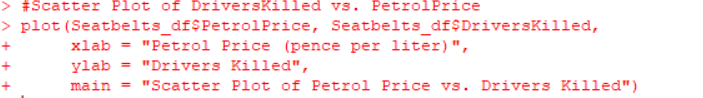 > #Scatter Plot of DriversKilled vs. PetrolPrice
> plot(Seatbelts_df$PetrolPrice, Seatbelts_df$DriversKilled,
+      xlab = "Petrol Price (pence per liter)",
+      ylab = "Drivers Killed",
+      main = "Scatter Plot of Petrol Price vs. Drivers Killed")